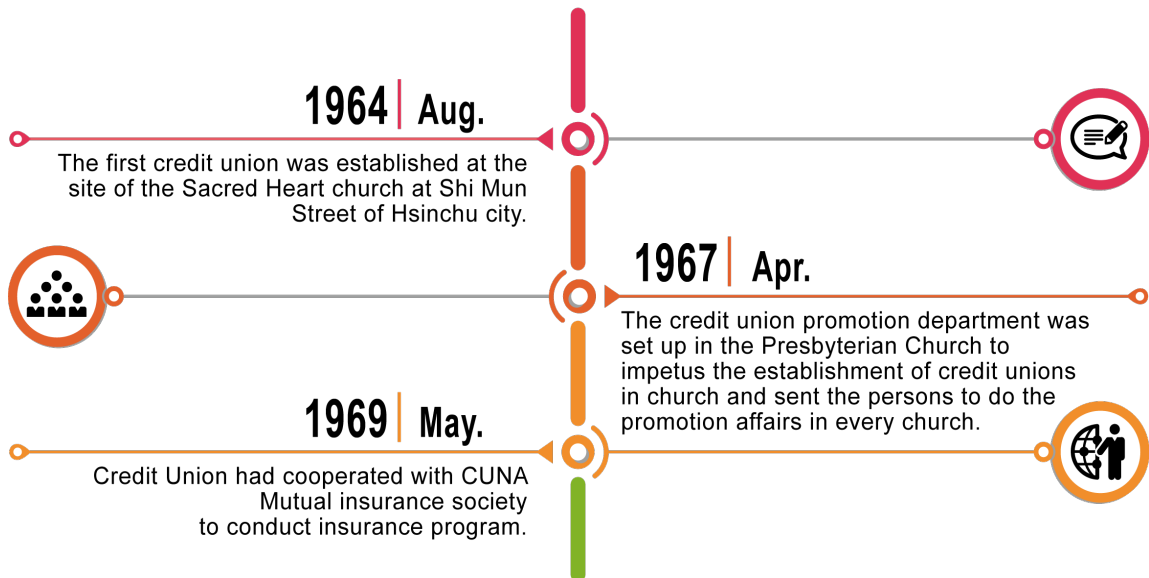 1964 | Aug.
The first credit union was established at the
site of the Sacred Heart church at Shi Mun
Street of Hsinchu city.
1967 | Apr.
The credit union promotion department was
set up in the Presbyterian Church to
impetus the establishment of credit unions
in church and sent the persons to do the
promotion affairs in every church.
1969 | May.
Credit Union had cooperated with CUNA
Mutual insurance society
to conduct insurance program.